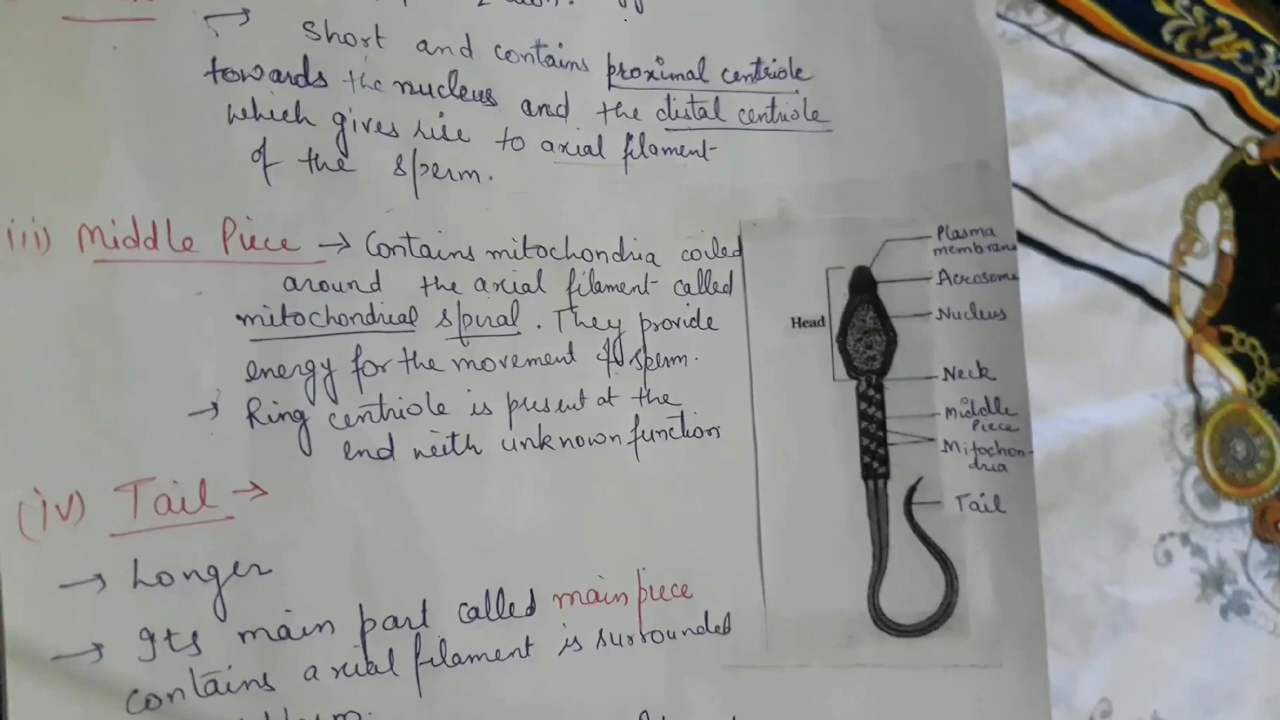 short and contains proximal centriole
towards the nucleus and the distal centriole
which gives rise to axial filament
of the sperm.
iii) Middle Piece → Contains mitochondria coiled
around the axial filament called
mitochondrial spiral. They provide
energy for the movement of sperm.
→ Ring centriole is present at the
end with unknown function
(iv) Tail →
→ Longer
→ Its main part called main piece
contains axial filament is surrounded
Plasma
membrane
Acrosome
Head
Nucleus
Neck
Middle
Piece
Mitochon-
dria
Tail